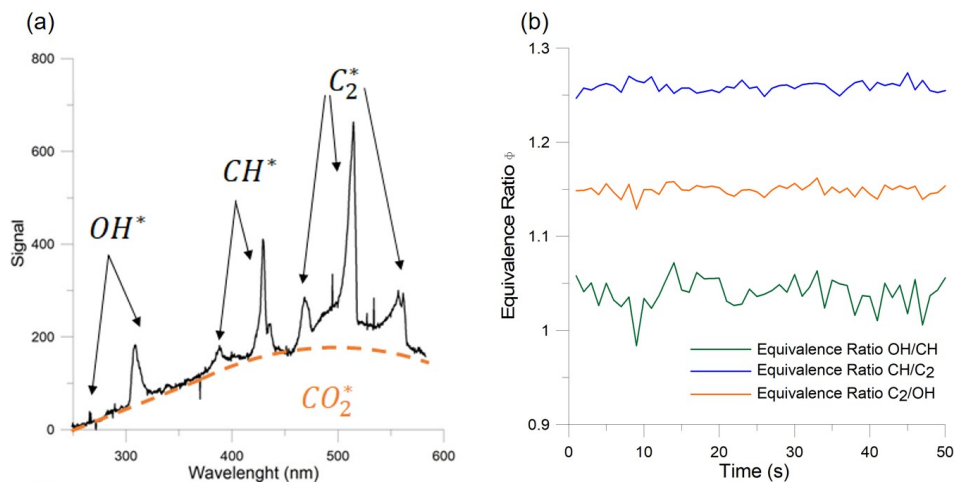 (a)
800
600
400
200
0
Signal
300
400
500
600
Wavelenght (nm)
OH*
CH*
C₂*
CO₂*
(b)
1.3
1.2
1.1
1
0.9
Equivalence Ratio ϕ
0
10
20
30
40
50
Time (s)
Equivalence Ratio OH/CH
Equivalence Ratio CH/C₂
Equivalence Ratio C₂/OH